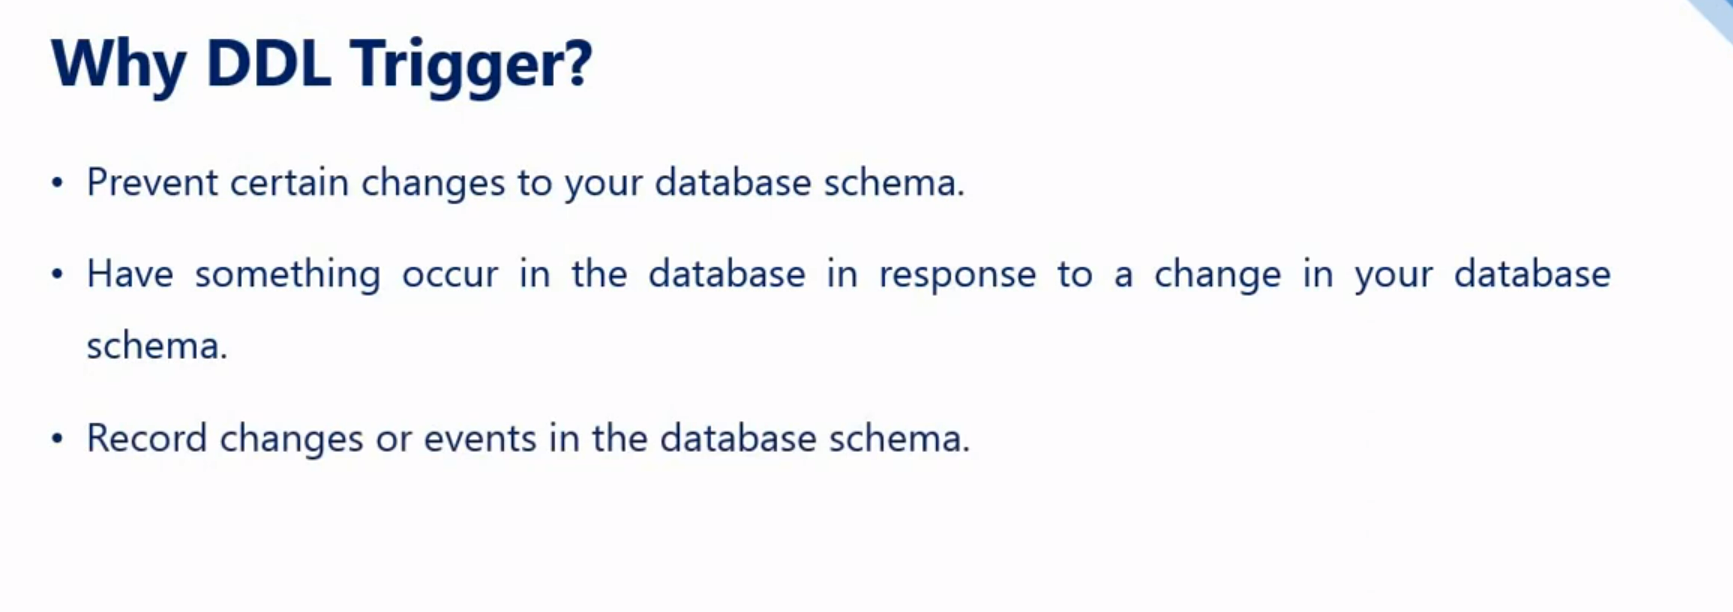 Why DDL Trigger?
• Prevent certain changes to your database schema.
• Have something occur in the database in response to a change in your database
schema.
• Record changes or events in the database schema.